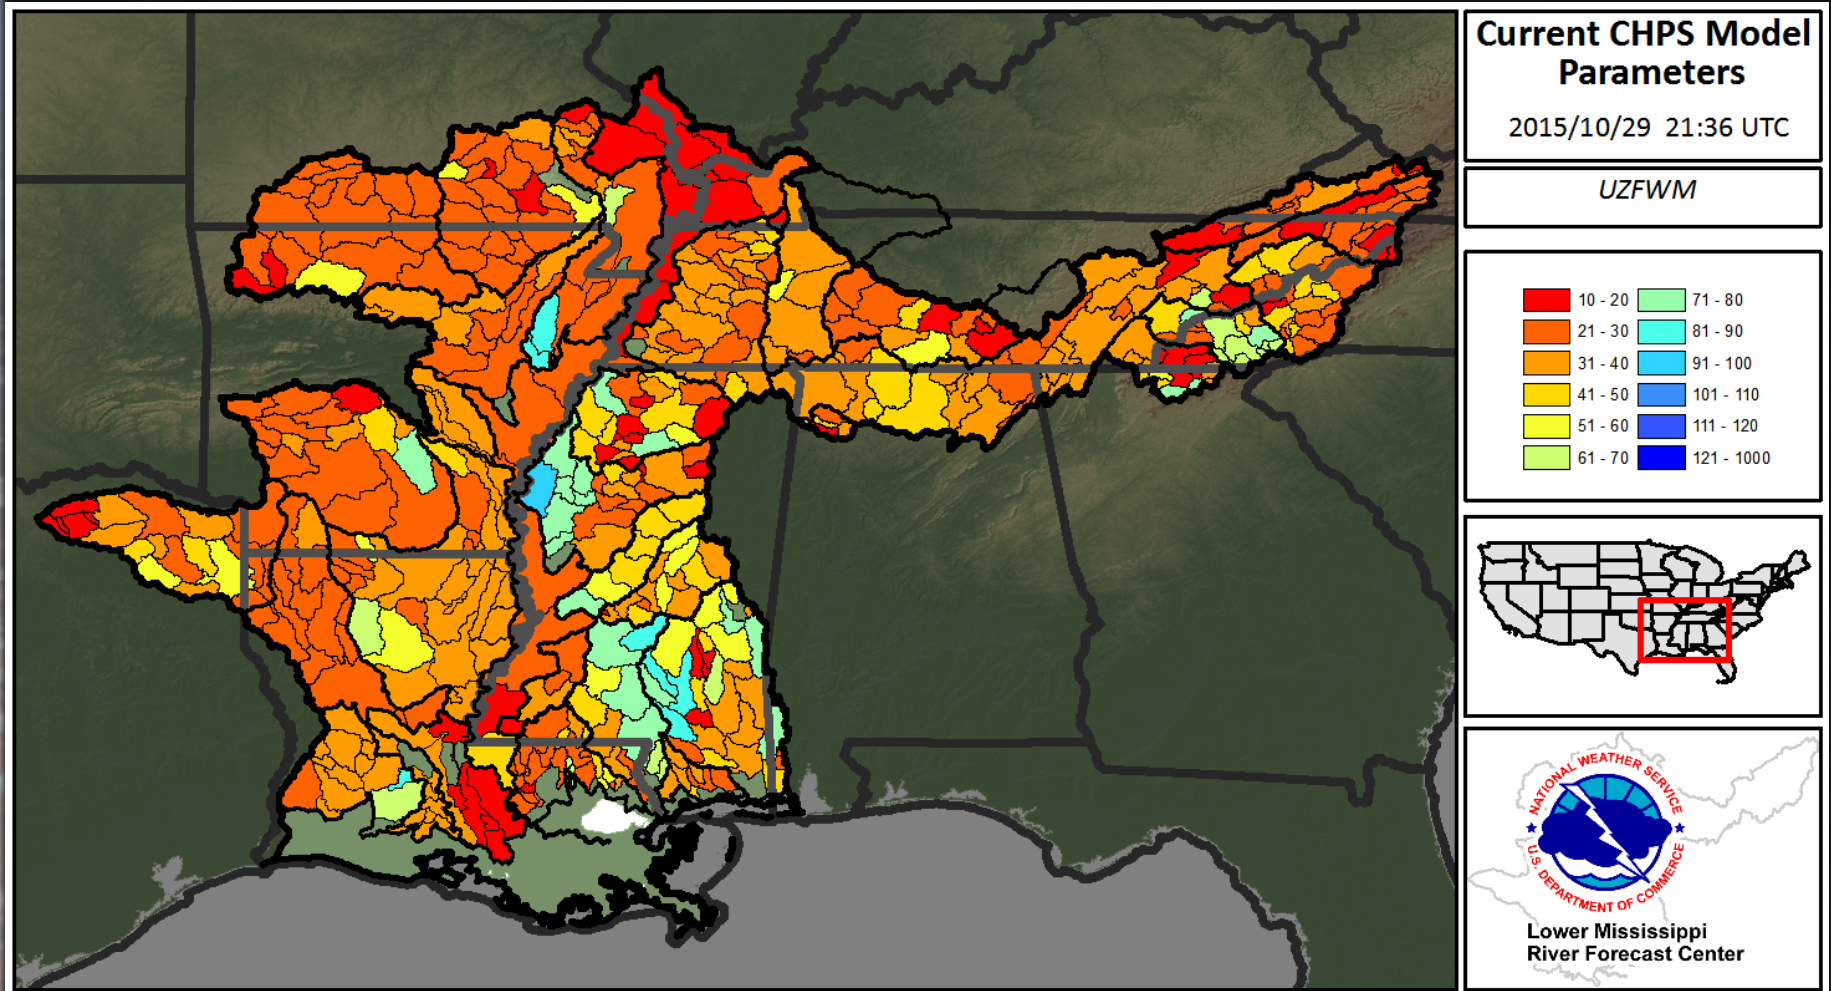 Current CHPS Model
Parameters
2015/10/29 21:36 UTC
UZFWM
10 - 20
71 - 80
21 - 30
81 - 90
31 - 40
91 - 100
41 - 50
101 - 110
51 - 60
111 - 120
61 - 70
121 - 1000
NATIONAL WEATHER SERVICE
U.S. DEPARTMENT OF COMMERCE
Lower Mississippi
River Forecast Center